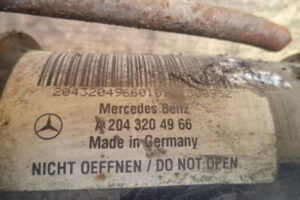 Mercedes Benz
A 204 320 49 66
Made in Germany
NICHT OEFFNEN / DO NOT OPEN